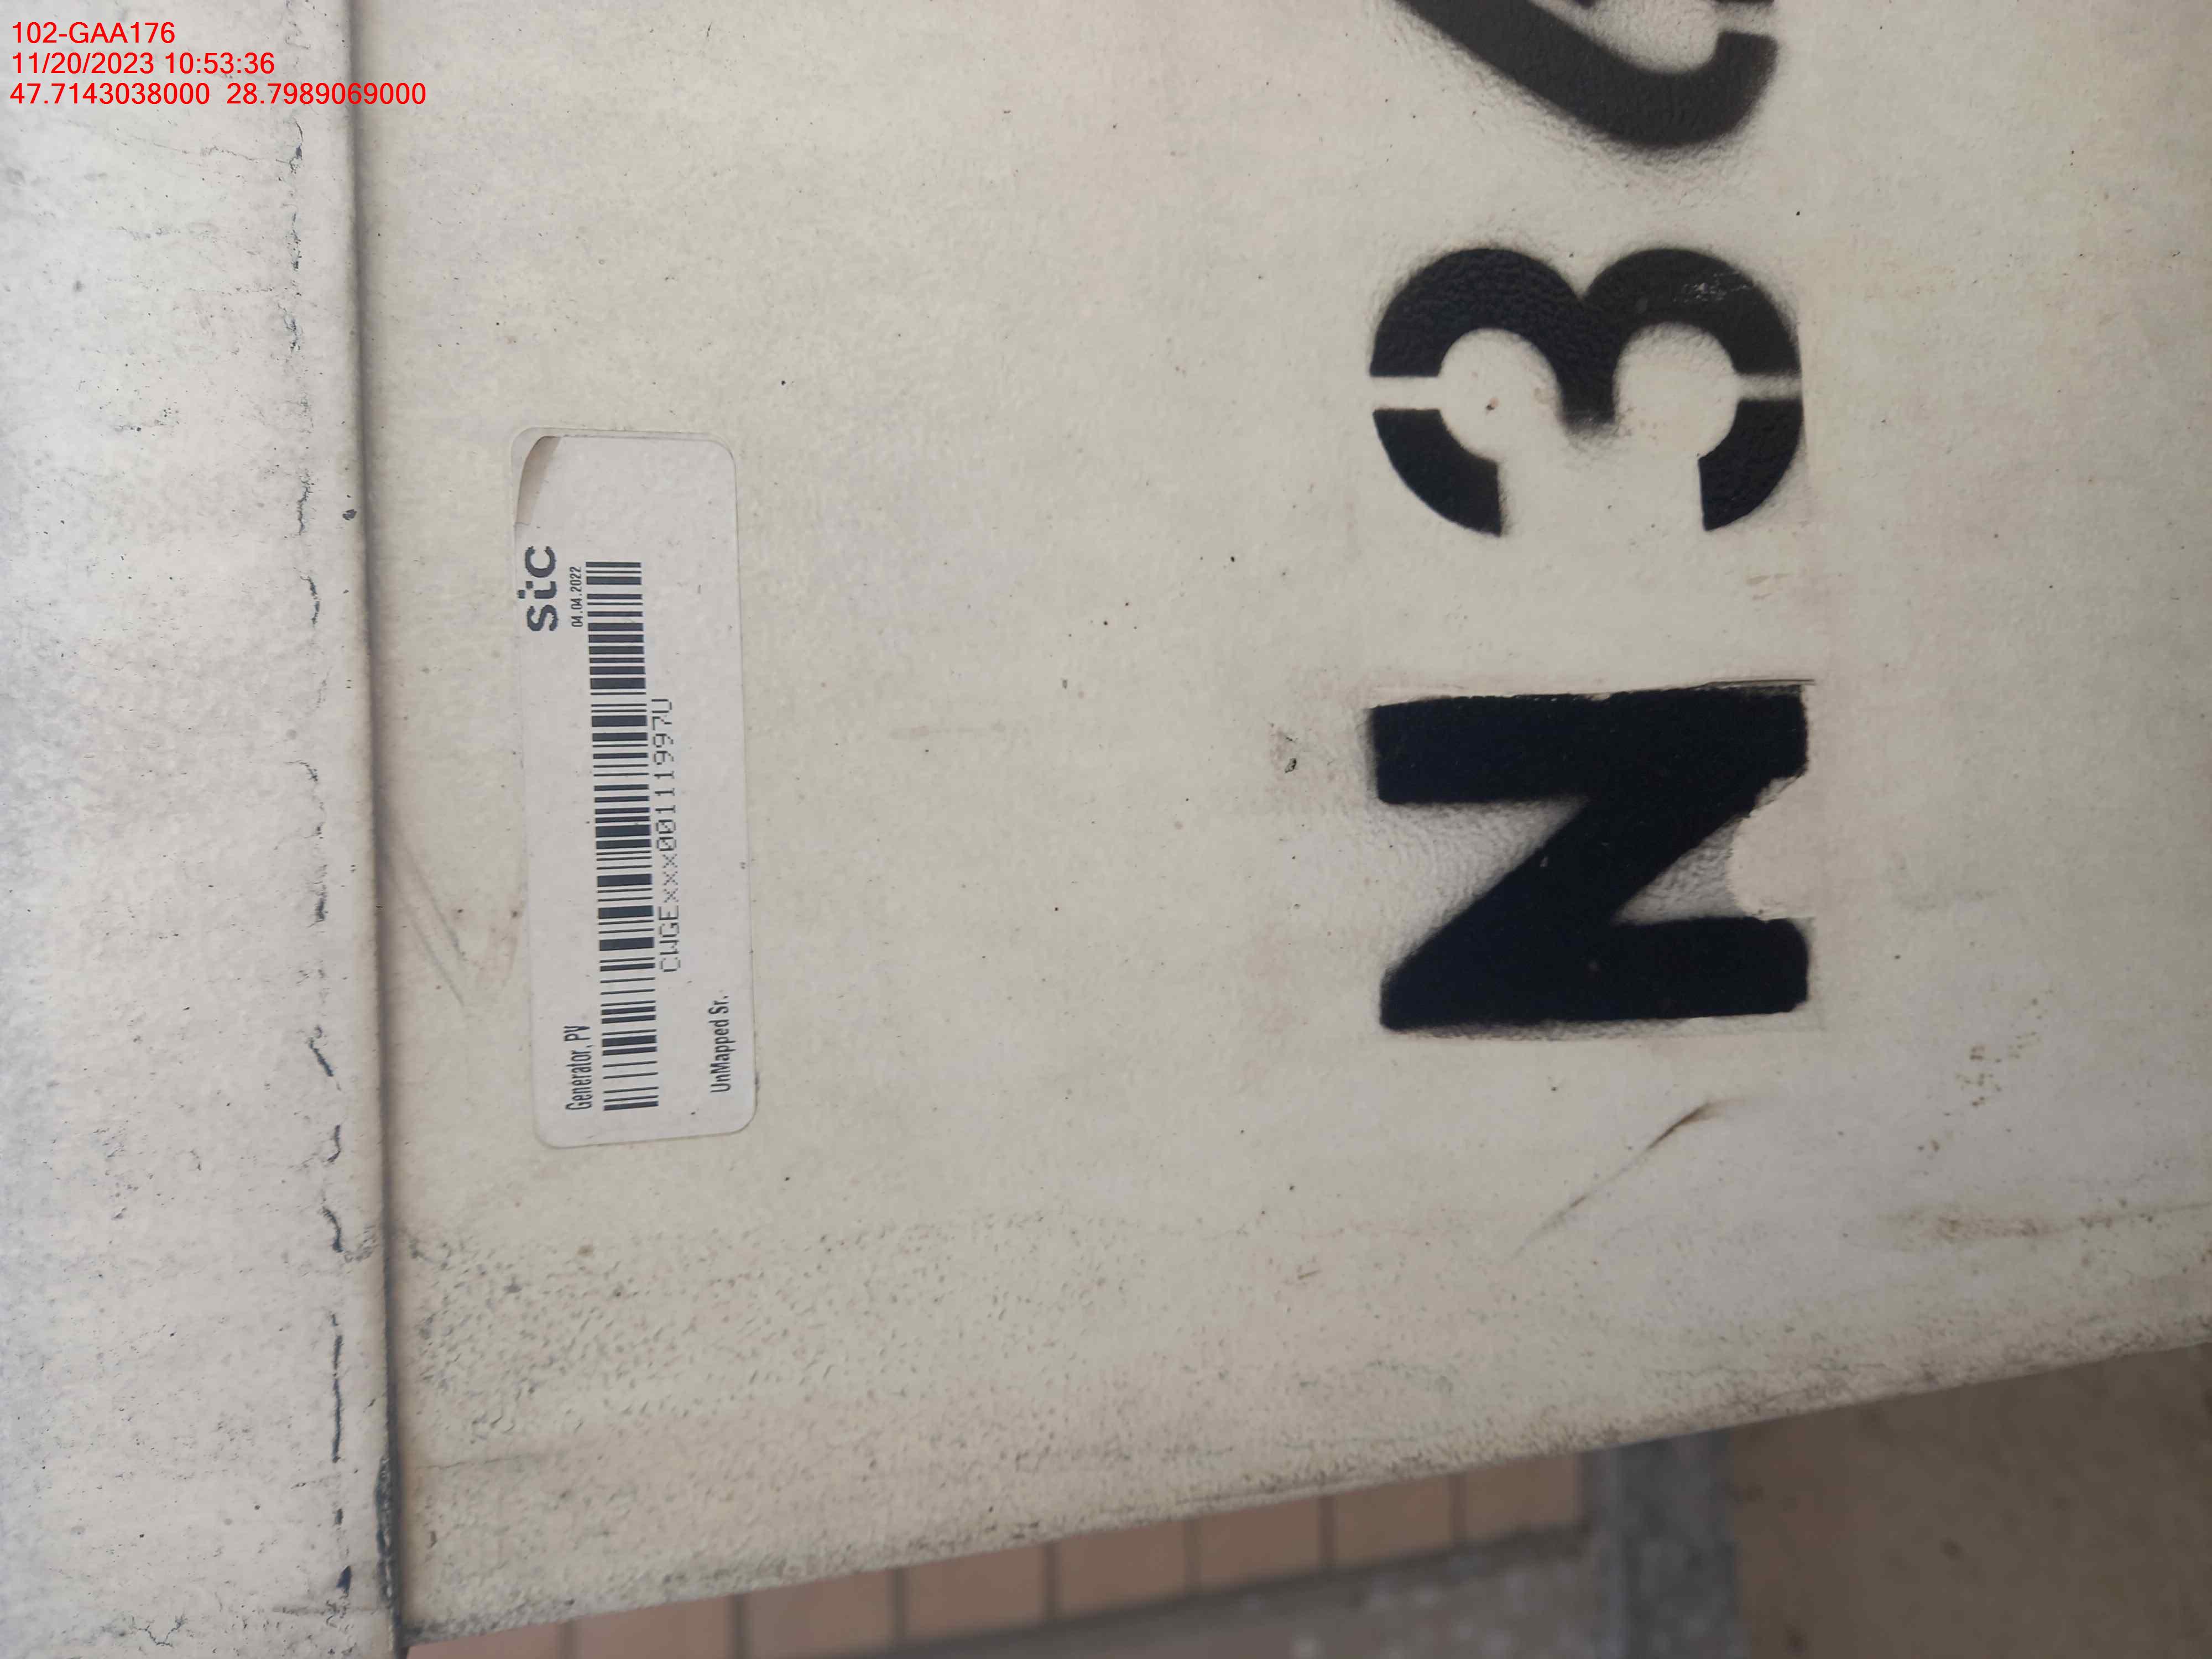 102-GAA176
11/20/2023 10:53:36
47.7143038000 28.7989069000
stc
04.04.2022
Generator, PV
CWGExxxx00111997U
UnMapped Sr.
N3